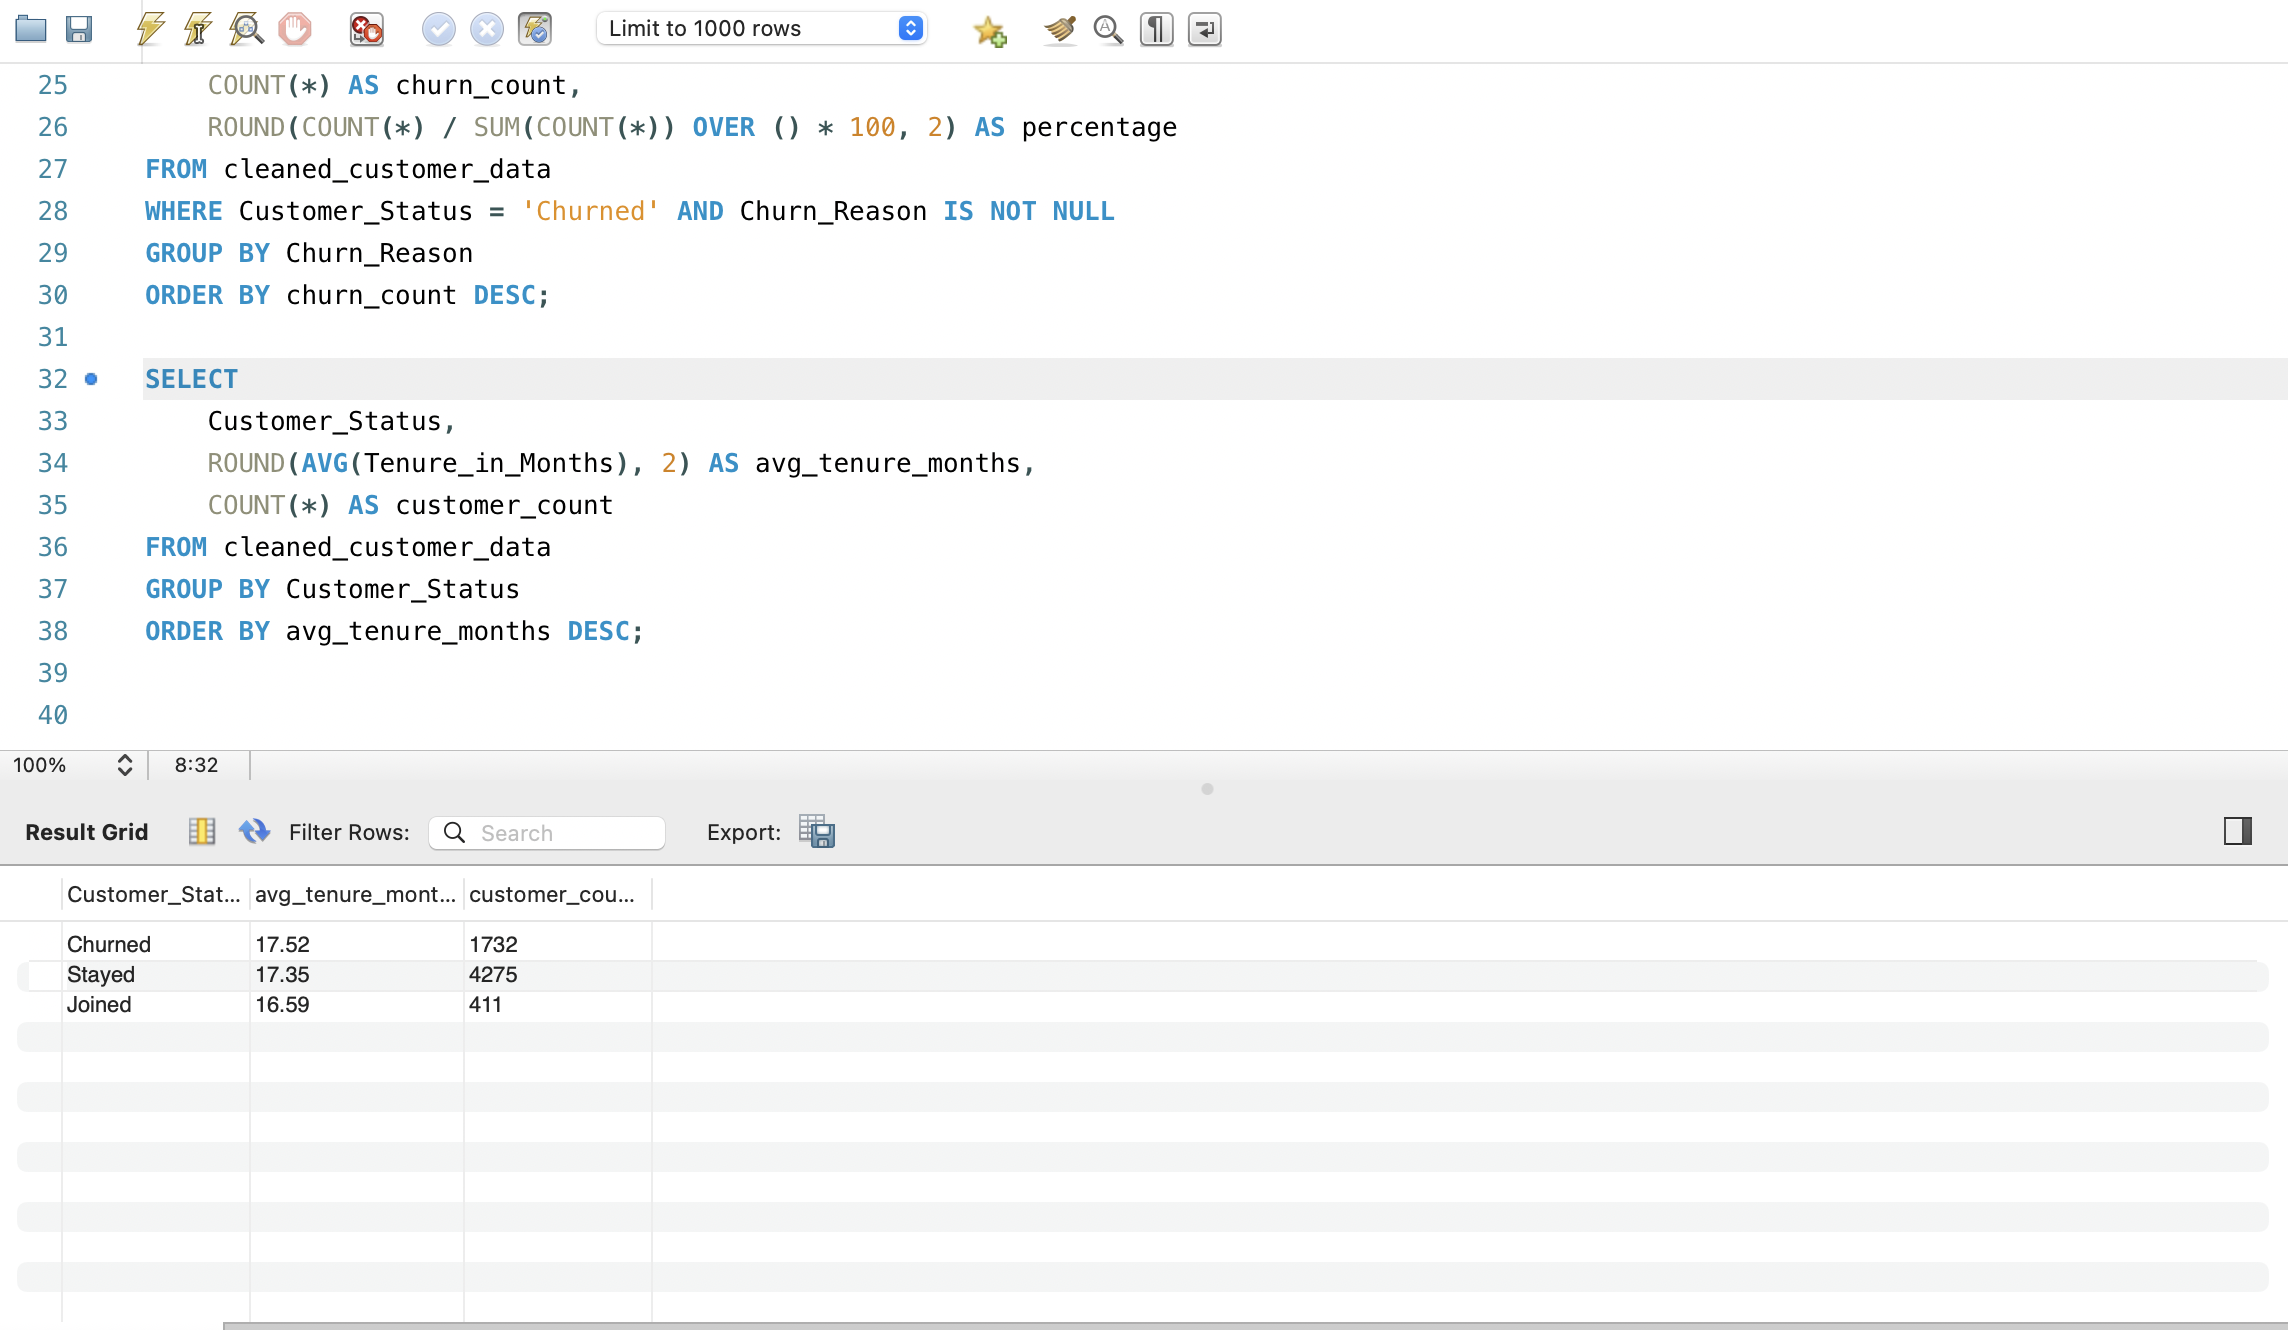 Limit to 1000 rows
25 COUNT(*) AS churn_count,
26 ROUND(COUNT(*) / SUM(COUNT(*)) OVER () * 100, 2) AS percentage
27 FROM cleaned_customer_data
28 WHERE Customer_Status = 'Churned' AND Churn_Reason IS NOT NULL
29 GROUP BY Churn_Reason
30 ORDER BY churn_count DESC;
31
32 SELECT
33 Customer_Status,
34 ROUND(AVG(Tenure_in_Months), 2) AS avg_tenure_months,
35 COUNT(*) AS customer_count
36 FROM cleaned_customer_data
37 GROUP BY Customer_Status
38 ORDER BY avg_tenure_months DESC;
39
40
100% 8:32
Result Grid Filter Rows: Search Export:
Customer_Stat... avg_tenure_mont... customer_cou...
Churned 17.52 1732
Stayed 17.35 4275
Joined 16.59 411